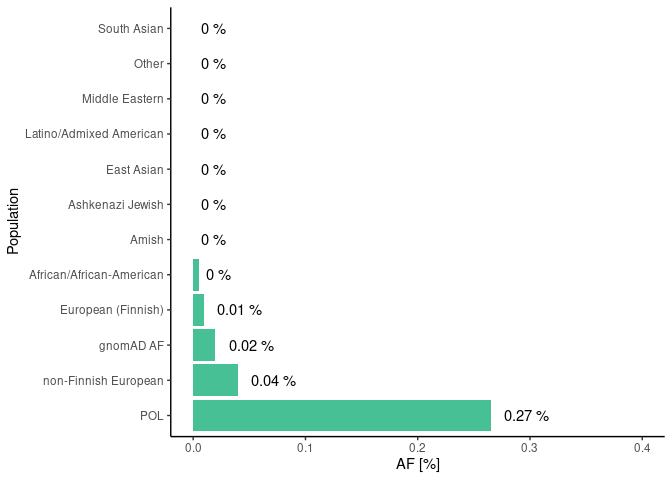 South Asian 0 %
Other 0 %
Middle Eastern 0 %
Latino/Admixed American 0 %
East Asian 0 %
Ashkenazi Jewish 0 %
Amish 0 %
African/African-American 0 %
European (Finnish) 0.01 %
gnomAD AF 0.02 %
non-Finnish European 0.04 %
POL 0.27 %
Population
0.0 0.1 0.2 0.3 0.4
AF [%]